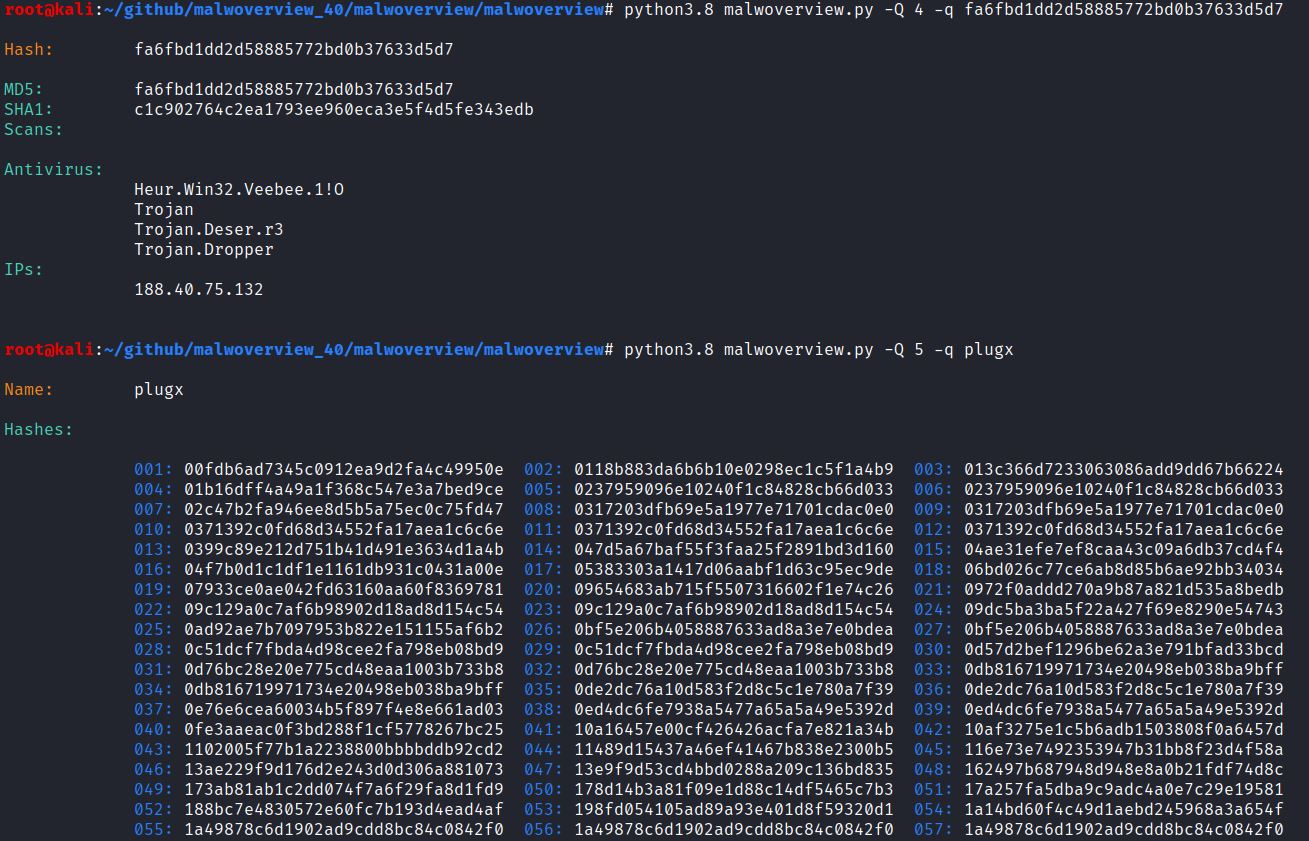 root@kali:~/github/malwoverview_40/malwoverview/malwoverview# python3.8 malwoverview.py -Q 4 -q fa6fbd1dd2d58885772bd0b37633d5d7
Hash: fa6fbd1dd2d58885772bd0b37633d5d7
MD5: fa6fbd1dd2d58885772bd0b37633d5d7
SHA1: c1c902764c2ea1793ee960eca3e5f4d5fe343edb
Scans:
Antivirus:
Heur.Win32.Veebee.1!O
Trojan
Trojan.Deser.r3
Trojan.Dropper
IPs:
188.40.75.132
root@kali:~/github/malwoverview_40/malwoverview/malwoverview# python3.8 malwoverview.py -Q 5 -q plugx
Name: plugx
Hashes:
001: 00fdb6ad7345c0912ea9d2fa4c49950e 002: 0118b883da6b6b10e0298ec1c5f1a4b9 003: 013c366d7233063086add9dd67b66224
004: 01b16dff4a49a1f368c547e3a7bed9ce 005: 0237959096e10240f1c84828cb66d033 006: 0237959096e10240f1c84828cb66d033
007: 02c47b2fa946ee8d5b5a75ec0c75fd47 008: 0317203dfb69e5a1977e71701cdac0e0 009: 0317203dfb69e5a1977e71701cdac0e0
010: 0371392c0fd68d34552fa17aea1c6c6e 011: 0371392c0fd68d34552fa17aea1c6c6e 012: 0371392c0fd68d34552fa17aea1c6c6e
013: 0399c89e212d751b41d491e3634d1a4b 014: 047d5a67baf55f3faa25f2891bd3d160 015: 04ae31efe7ef8caa43c09a6db37cd4f4
016: 04f7b0d1c1df1e1161db931c0431a00e 017: 05383303a1417d06aabf1d63c95ec9de 018: 06bd026c77ce6ab8d85b6ae92bb34034
019: 07933ce0ae042fd63160aa60f8369781 020: 09654683ab715f5507316602f1e74c26 021: 0972f0addd270a9b87a821d535a8bedb
022: 09c129a0c7af6b98902d18ad8d154c54 023: 09c129a0c7af6b98902d18ad8d154c54 024: 09dc5ba3ba5f22a427f69e8290e54743
025: 0ad92ae7b7097953b822e151155af6b2 026: 0bf5e206b4058887633ad8a3e7e0bdea 027: 0bf5e206b4058887633ad8a3e7e0bdea
028: 0c51dcf7fbda4d98cee2fa798eb08bd9 029: 0c51dcf7fbda4d98cee2fa798eb08bd9 030: 0d57d2bef1296be62a3e791bfad33bcd
031: 0d76bc28e20e775cd48eaa1003b733b8 032: 0d76bc28e20e775cd48eaa1003b733b8 033: 0db816719971734e20498eb038ba9bff
034: 0db816719971734e20498eb038ba9bff 035: 0de2dc76a10d583f2d8c5c1e780a7f39 036: 0de2dc76a10d583f2d8c5c1e780a7f39
037: 0e76e6cea60034b5f897f4e8e661ad03 038: 0ed4dc6fe7938a5477a65a5a49e5392d 039: 0ed4dc6fe7938a5477a65a5a49e5392d
040: 0fe3aaeac0f3bd288f1cf5778267bc25 041: 10a16457e00cf426426acfa7e821a34b 042: 10af3275e1c5b6adb1503808f0a6457d
043: 1102005f77b1a2238800bbbbddb92cd2 044: 11489d15437a46ef41467b838e2300b5 045: 116e73e7492353947b31bb8f23d4f58a
046: 13ae229f9d176d2e243d0d306a881073 047: 13e9f9d53cd4bbd0288a209c136bd835 048: 162497b687948d948e8a0b21fdf74d8c
049: 173ab81ab1c2dd074f7a6f29fa8d1fd9 050: 178d14b3a81f09e1d88c14df5465c7b3 051: 17a257fa5dba9c9adc4a0e7c29e19581
052: 188bc7e4830572e60fc7b193d4ead4af 053: 198fd054105ad89a93e401d8f59320d1 054: 1a14bd60f4c49d1aebd245968a3a654f
055: 1a49878c6d1902ad9cdd8bc84c0842f0 056: 1a49878c6d1902ad9cdd8bc84c0842f0 057: 1a49878c6d1902ad9cdd8bc84c0842f0